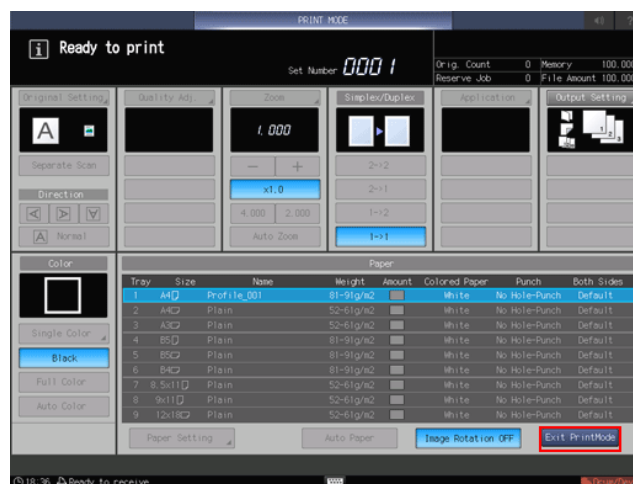 PRINT MODE
Ready to print
Set Number 0001
Orig. Count 0 Memory 100.00
Reserve Job 0 File Amount 100.00
Original Setting Quality Adj. Zoom Simplex/Duplex Application Output Setting
A 1.000 1 2 3
Separate Scan - + 2->2
Direction x1.0 2->1
4.000 2.000 1->2
A Normal Auto Zoom 1->1
Color Paper
Tray Size Name Weight Amount Colored Paper Punch Both Sides
1 A4 Profile_001 81-91g/m2 White No Hole-Punch Default
2 A4 Plain 52-61g/m2 White No Hole-Punch Default
3 A3 Plain 52-61g/m2 White No Hole-Punch Default
4 B5 Plain 81-91g/m2 White No Hole-Punch Default
5 B5 Plain 81-91g/m2 White No Hole-Punch Default
6 B4 Plain 81-91g/m2 White No Hole-Punch Default
7 8.5x11 Plain 52-61g/m2 White No Hole-Punch Default
8 9x11 Plain 52-61g/m2 White No Hole-Punch Default
9 12x18 Plain 52-61g/m2 White No Hole-Punch Default
Single Color
Black
Full Color
Auto Color
Paper Setting Auto Paper Image Rotation OFF Exit PrintMode
18:36 Ready to receive